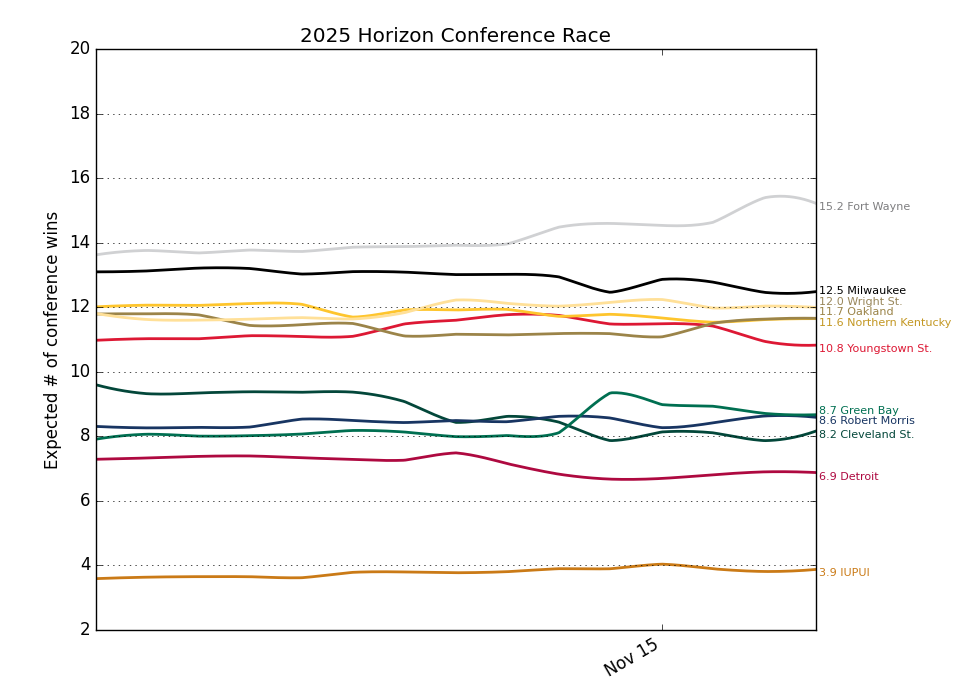 2025 Horizon Conference Race
Expected # of conference wins
20
18
16
14
12
10
8
6
4
2
15.2 Fort Wayne
12.5 Milwaukee
12.0 Wright St.
11.7 Oakland
11.6 Northern Kentucky
10.8 Youngstown St.
8.7 Green Bay
8.6 Robert Morris
8.2 Cleveland St.
6.9 Detroit
3.9 IUPUI
Nov 15